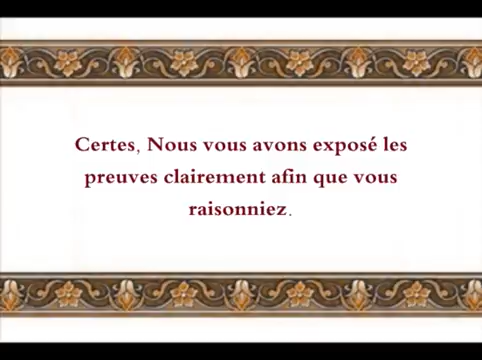 Certes, Nous vous avons exposé les
preuves clairement afin que vous
raisonniez.